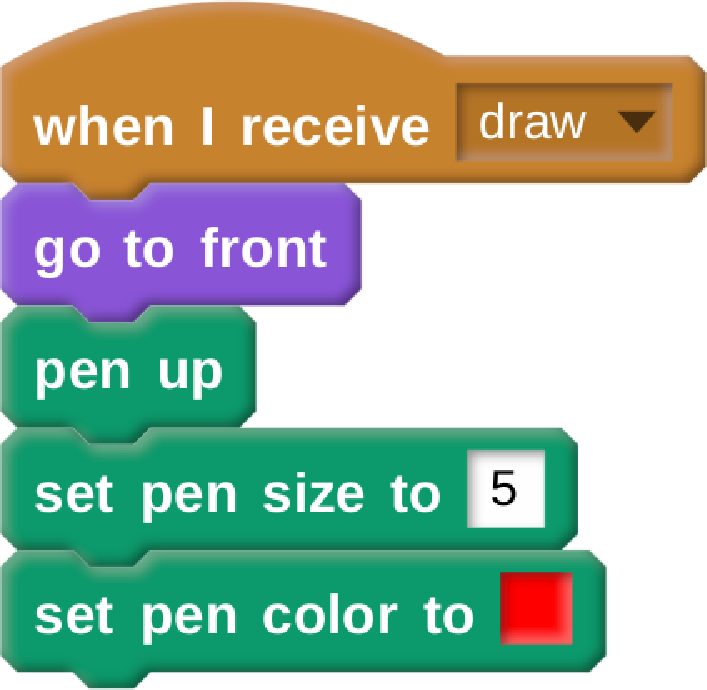 when I receive draw
go to front
pen up
set pen size to 5
set pen color to